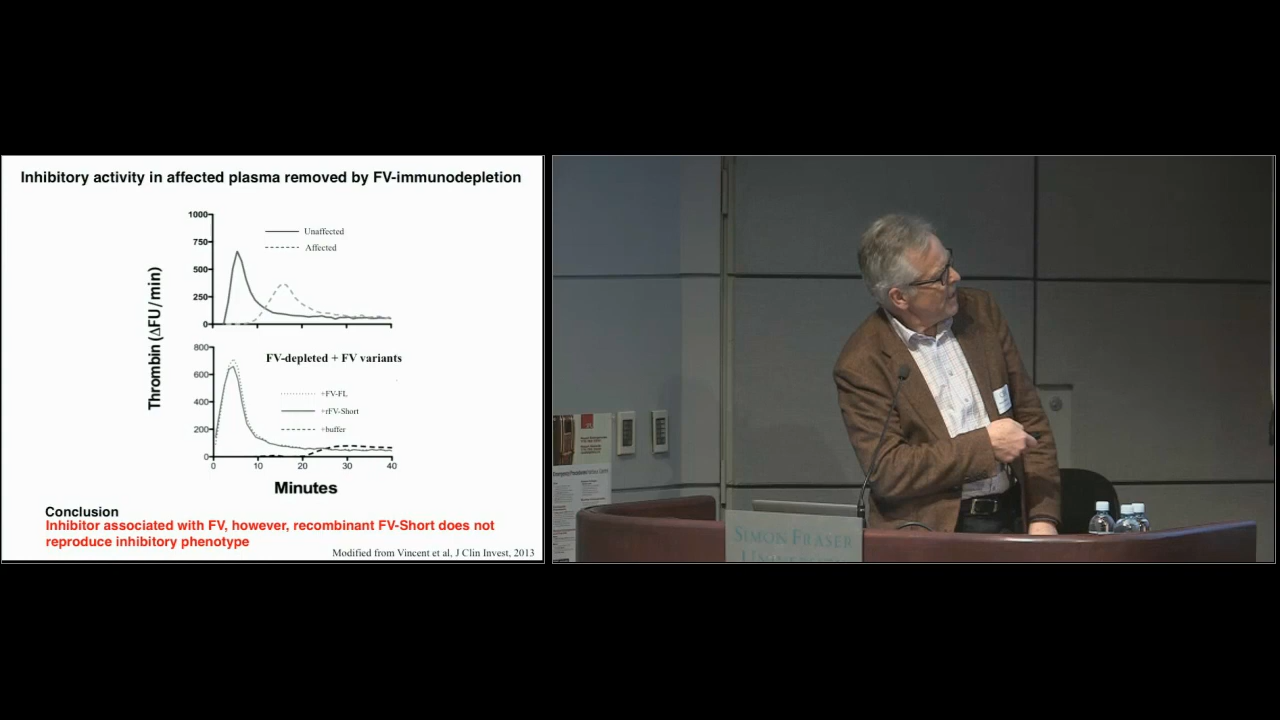 Inhibitory activity in affected plasma removed by FV-immunodepletion
1000
750
500
250
0
Unaffected
Affected
Thrombin (ΔFU/min)
800
600
400
200
0
FV-depleted + FV variants
+FV-FL
+rFV-Short
+buffer
0 10 20 30 40
Minutes
Conclusion
Inhibitor associated with FV, however, recombinant FV-Short does not
reproduce inhibitory phenotype
Modified from Vincent et al, J Clin Invest, 2013
SIMON FRASER
UNIVERSITY